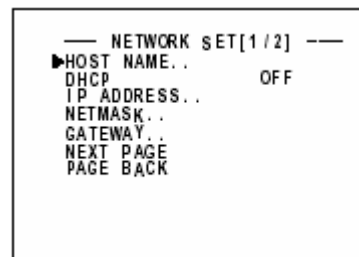 —— NETWORK SET[1/2] ——
▶HOST NAME..
DHCP OFF
IP ADDRESS..
NETMASK..
GATEWAY..
NEXT PAGE
PAGE BACK